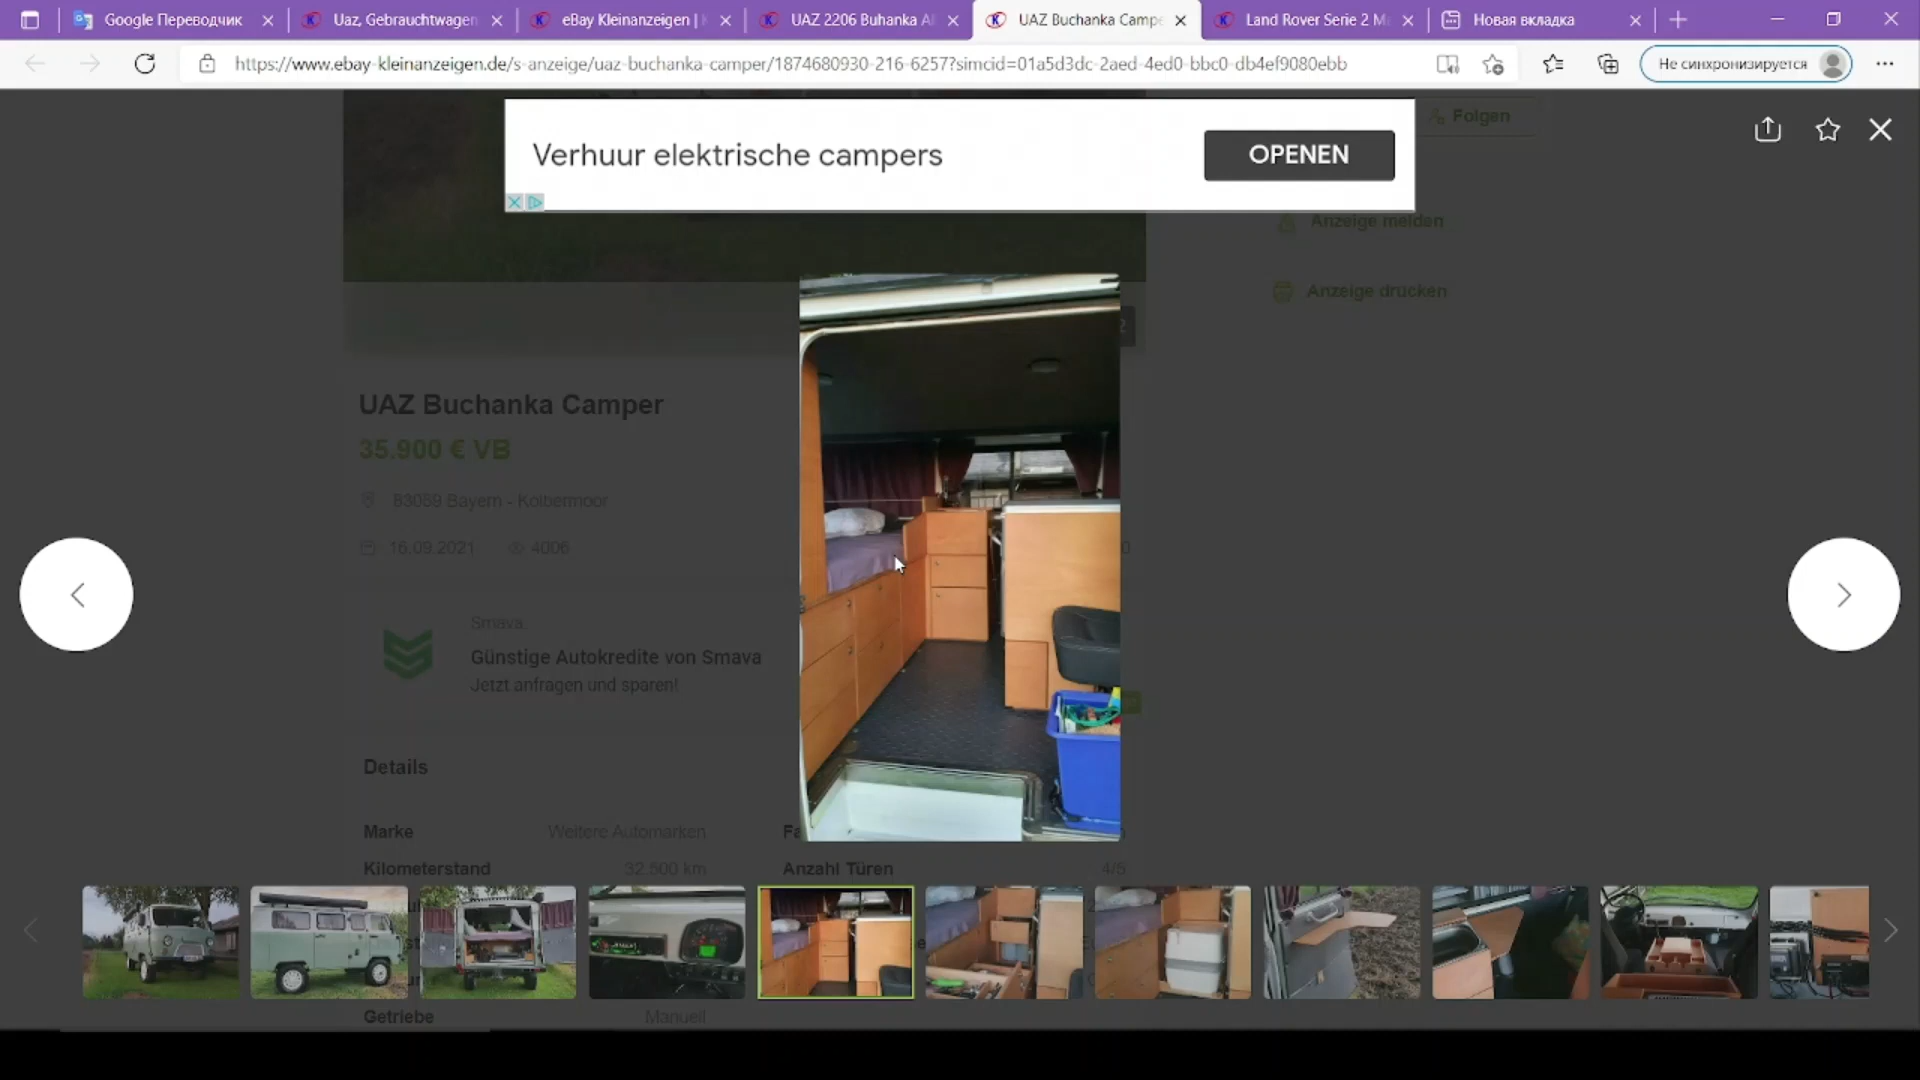 Google Переводчик
Uaz, Gebrauchtwagen
eBay Kleinanzeigen |
UAZ 2206 Buhanka Al
UAZ Buchanka Camper
Land Rover Serie 2 M
Новая вкладка
https://www.ebay-kleinanzeigen.de/s-anzeige/uaz-buchanka-camper/1874680930-216-6257?simcid=01a5d3dc-2aed-4ed0-bbc0-db4ef9080ebb
Не синхронизируется
Folgen
Verhuur elektrische campers
OPENEN
Anzeige melden
Anzeige drucken
UAZ Buchanka Camper
35.900 € VB
83059 Bayern - Kolbermoor
16.09.2021
4006
Smava
Günstige Autokredite von Smava
Jetzt anfragen und sparen!
Details
Marke
Weitere Automarken
Kilometerstand
32.500 km
Anzahl Türen
4/5
Getriebe
Manuell